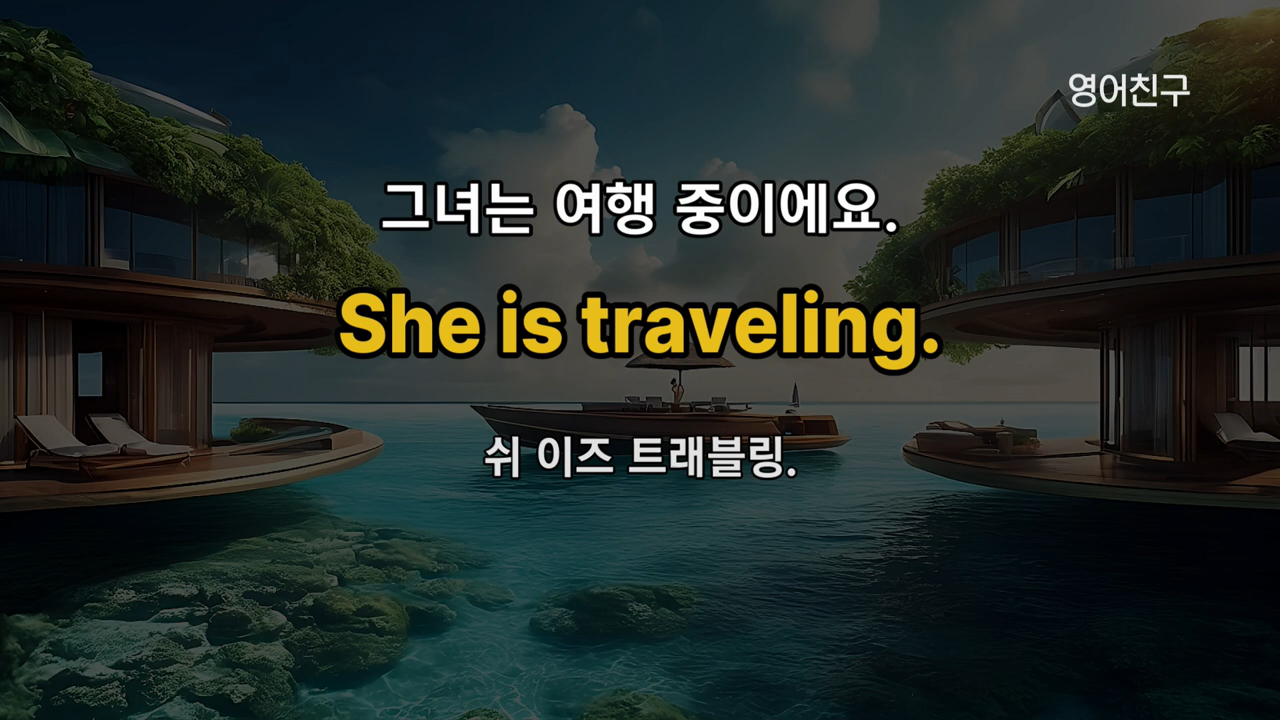 영어친구
그녀는 여행 중이에요.
She is traveling.
쉬 이즈 트래블링.